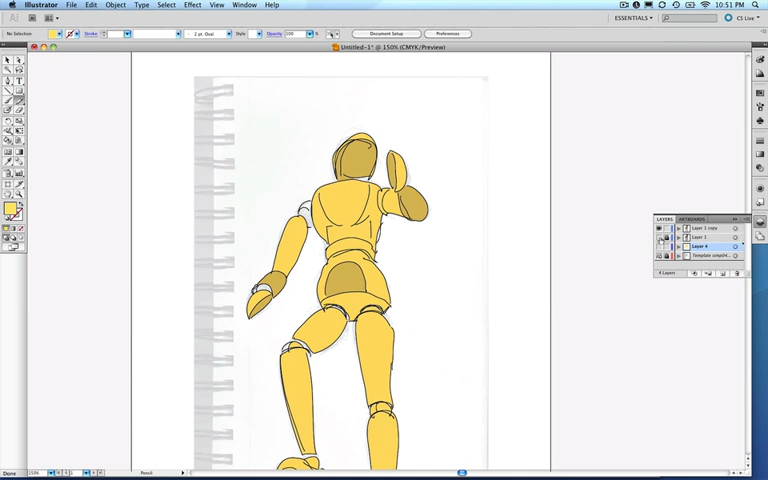 Illustrator File Edit Object Type Select Effect View Window Help 10:51 PM
ESSENTIALS CS Live
No Selection Stroke: 2 pt. Oval Style: Opacity: 100 % Document Setup Preferences
Untitled-1* @ 150% (CMYK/Preview)
LAYERS ARTBOARDS
Layer 1 copy
Layer 1
Layer 4
4 Layers
Done 150% 1 Pencil